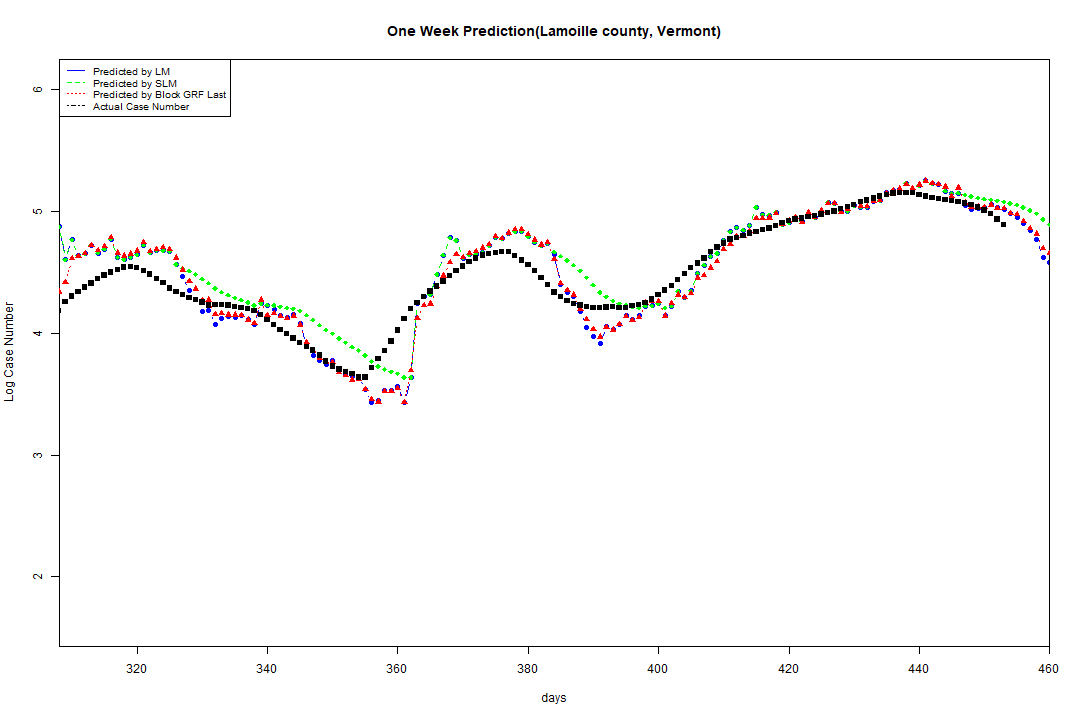 One Week Prediction(Lamoille county, Vermont)
Predicted by LM
Predicted by SLM
Predicted by Block GRF Last
Actual Case Number
6
5
4
3
2
Log Case Number
320 340 360 380 400 420 440 460
days